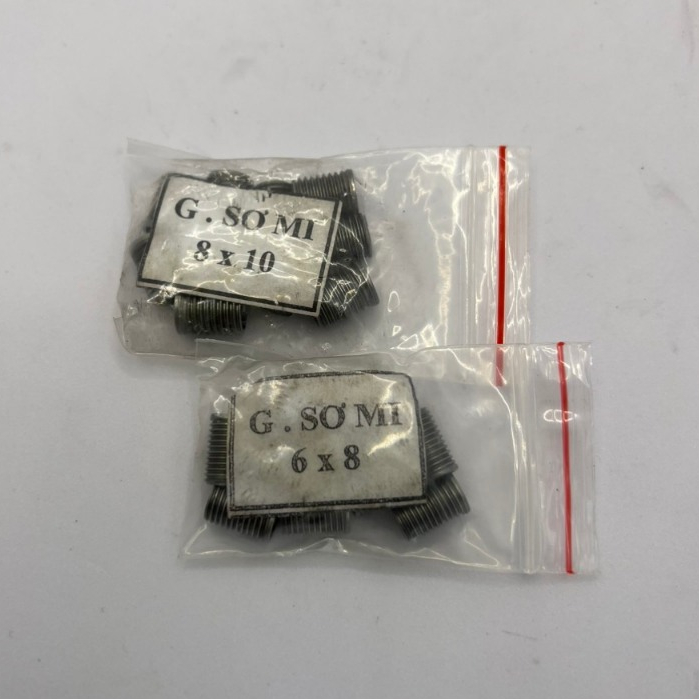 G . SƠ MI
8 x 10
G . SƠ MI
6 x 8